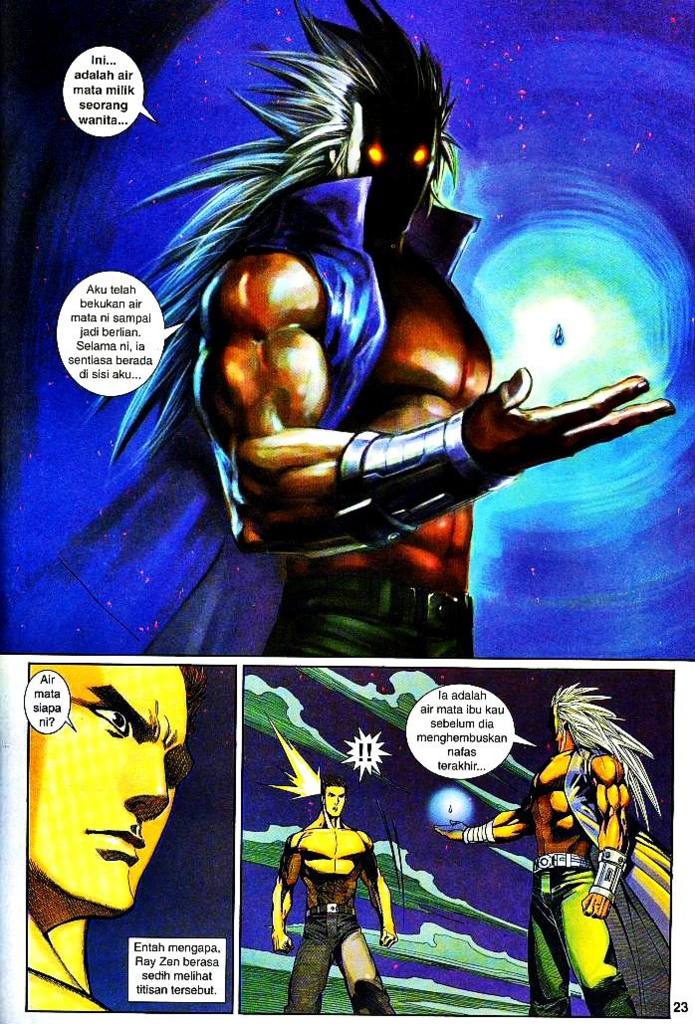 Ini...
adalah air
mata milik
seorang
wanita...
Aku telah
bekukan air
mata ni sampai
jadi berlian.
Selama ni, ia
sentiasa berada
di sisi aku...
Air
mata
siapa
ni?
Entah mengapa,
Ray Zen berasa
sedih melihat
titisan tersebut.
!!
Ia adalah
air mata ibu kau
sebelum dia
menghembuskan
nafas
terakhir...
23